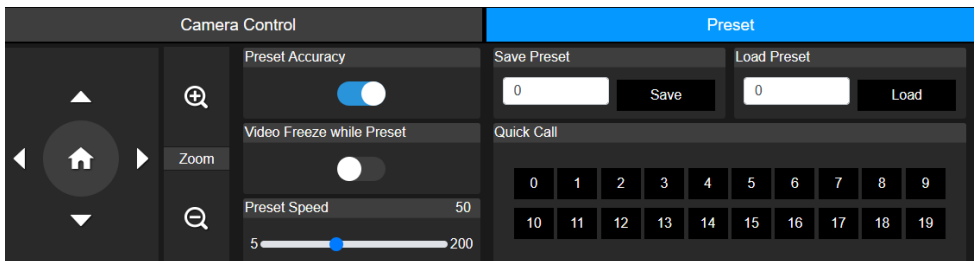 Camera Control
Preset
Preset Accuracy
Save Preset
Load Preset
0
Save
0
Load
Video Freeze while Preset
Quick Call
Zoom
0 1 2 3 4 5 6 7 8 9
Preset Speed 50
10 11 12 13 14 15 16 17 18 19
5 200